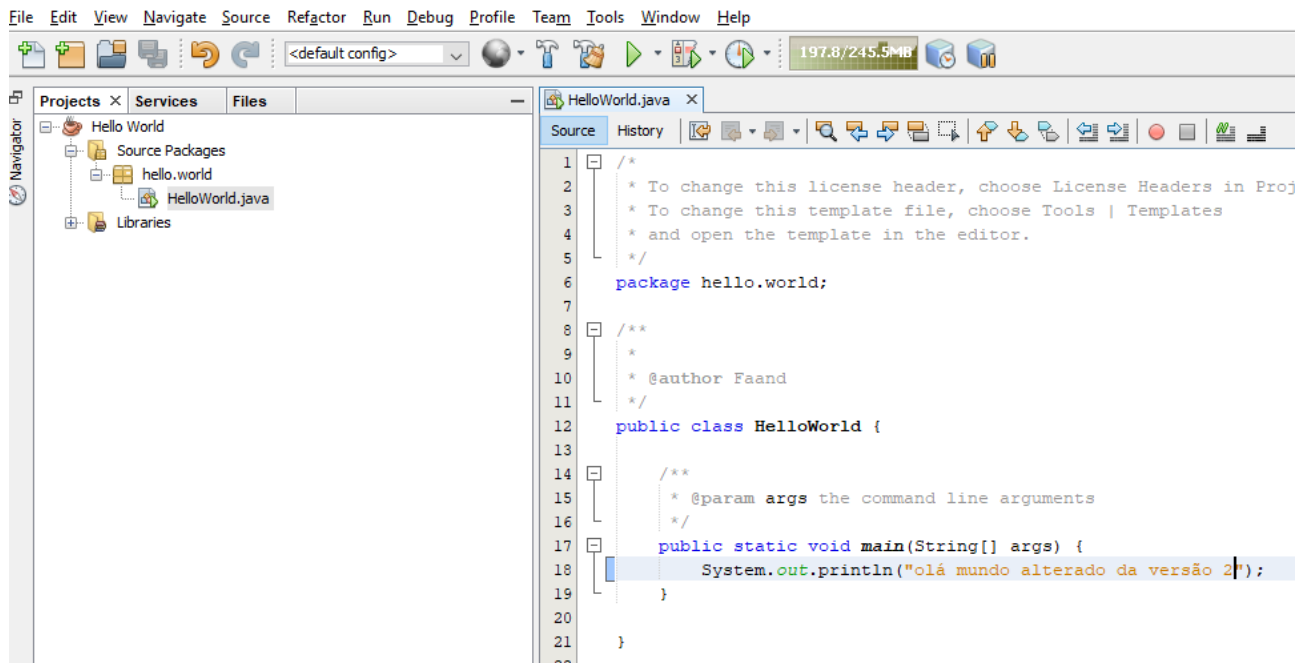 File Edit View Navigate Source Refactor Run Debug Profile Team Tools Window Help
<default config>
197.8/245.5MB
Projects Services Files
Navigator
Hello World
Source Packages
hello.world
HelloWorld.java
Libraries
HelloWorld.java
Source History
1 /*
2 * To change this license header, choose License Headers in Proj
3 * To change this template file, choose Tools | Templates
4 * and open the template in the editor.
5 */
6 package hello.world;
7
8 /**
9 *
10 * @author Faand
11 */
12 public class HelloWorld {
13
14 /**
15 * @param args the command line arguments
16 */
17 public static void main(String[] args) {
18 System.out.println("olá mundo alterado da versão 2");
19 }
20
21 }